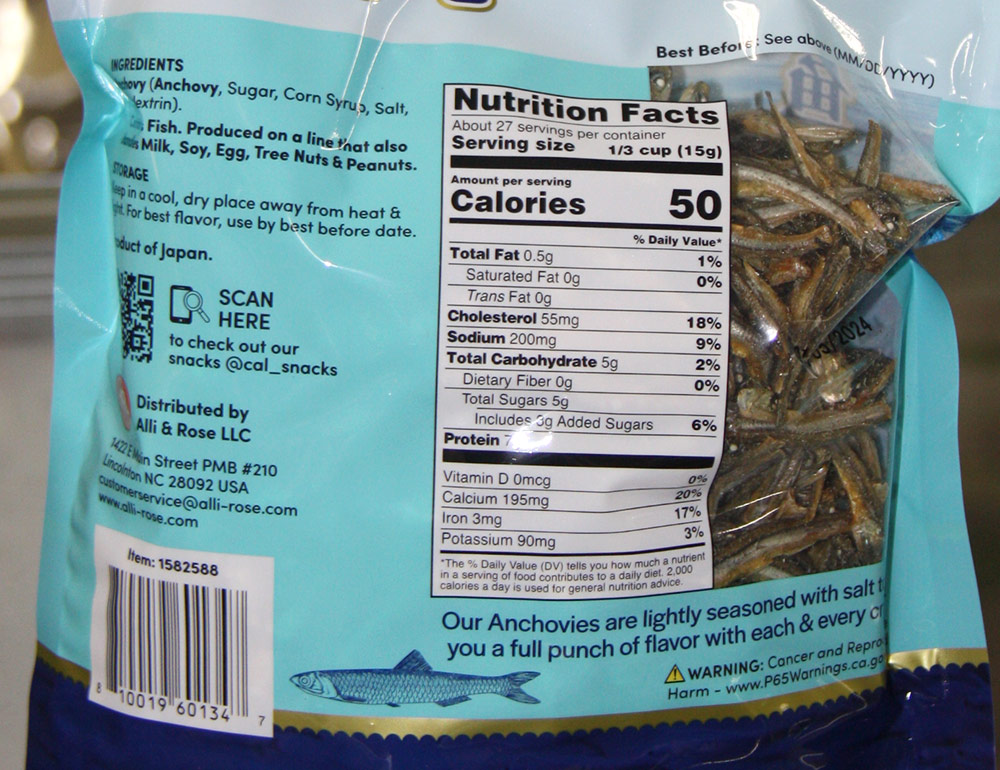 INGREDIENTS
(Anchovy, Sugar, Corn Syrup, Salt,
Fish. Produced on a line that also
Milk, Soy, Egg, Tree Nuts & Peanuts.
STORAGE
in a cool, dry place away from heat &
For best flavor, use by best before date.
of Japan.
SCAN
HERE
to check out our
snacks @cal_snacks
Distributed by
Alli & Rose LLC
1422 E Main Street PMB #210
Lincolnton NC 28092 USA
customerservice@alli-rose.com
www.alli-rose.com
Item: 1582588
8 10019 60134 7
Best Before: See above (MM/DD/YYYY)
Nutrition Facts
About 27 servings per container
Serving size 1/3 cup (15g)
Amount per serving
Calories 50
% Daily Value*
Total Fat 0.5g 1%
Saturated Fat 0g 0%
Trans Fat 0g
Cholesterol 55mg 18%
Sodium 200mg 9%
Total Carbohydrate 5g 2%
Dietary Fiber 0g 0%
Total Sugars 5g
Includes 3g Added Sugars 6%
Protein
Vitamin D 0mcg 0%
Calcium 195mg 20%
Iron 3mg 17%
Potassium 90mg 3%
*The % Daily Value (DV) tells you how much a nutrient
in a serving of food contributes to a daily diet. 2,000
calories a day is used for general nutrition advice.
Our Anchovies are lightly seasoned with salt
you a full punch of flavor with each & every
WARNING: Cancer and
Harm - www.P65Warnings.ca.go